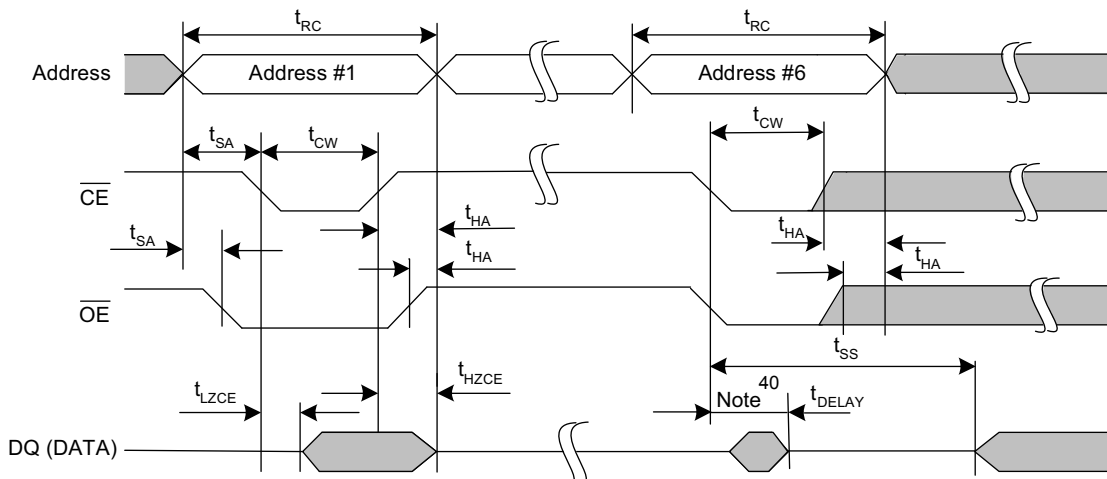 tRC
tRC
Address
Address #1
Address #6
tSA
tCW
tCW
CE
tHA
tHA
tSA
tHA
tHA
OE
tSS
tLZCE
tHZCE
Note 40
tDELAY
DQ (DATA)